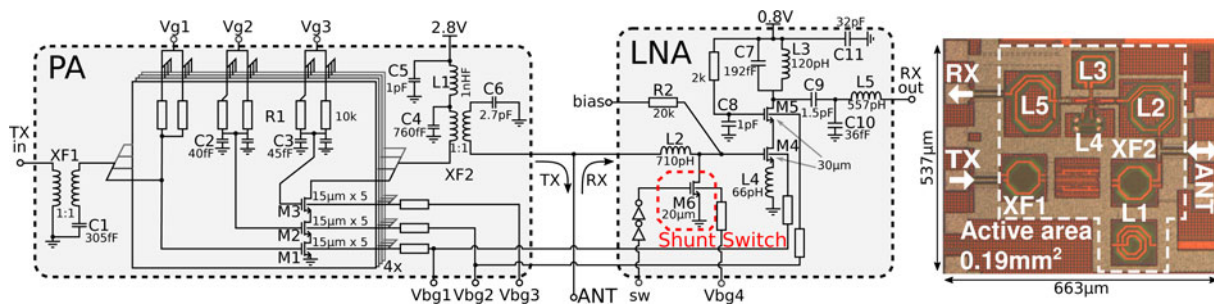 Vg1
Vg2
Vg3
2.8V
0.8V
32pF
PA
LNA
C5
1pF
L1
1nHF
C6
2.7pF
C4
760fF
1:1
XF2
TX
in
XF1
1:1
C1
305fF
C2
40fF
R1
C3
45fF
10k
15µm x 5
M3
15µm x 5
M2
15µm x 5
M1
4x
Vbg1
Vbg2
Vbg3
TX
RX
ANT
C7
192fF
L3
120pH
C11
2k
RX
out
bias
R2
20k
C8
1pF
M5
C9
1.5pF
L5
557pH
C10
36fF
M4
30µm
L2
710pH
L4
66pH
M6
20µm
Shunt Switch
sw
Vbg4
537µm
RX
L3
L5
L2
L4
TX
XF2
ANT
XF1
L1
Active area
0.19mm²
663µm